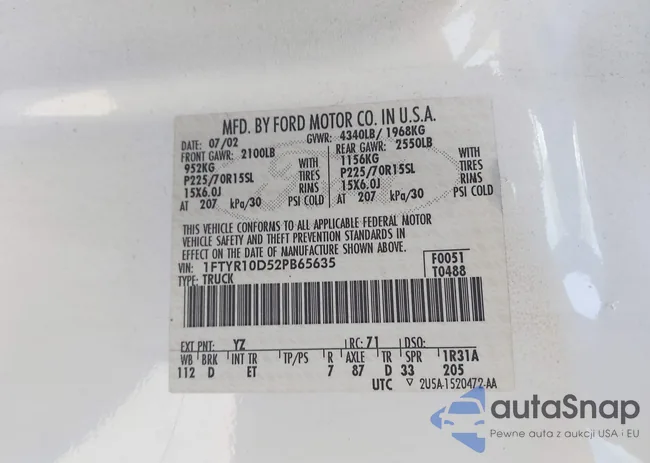 MFD. BY FORD MOTOR CO. IN U.S.A.
DATE: 07/02 GVWR: 4340LB/ 1968KG
FRONT GAWR: 2100LB REAR GAWR: 2550LB
952KG WITH 1156KG WITH
P225/70R15SL TIRES P225/70R15SL TIRES
15X6.0J RIMS 15X6.0J RIMS
AT 207 kPa/30 PSI COLD AT 207 kPa/30 PSI COLD
THIS VEHICLE CONFORMS TO ALL APPLICABLE FEDERAL MOTOR
VEHICLE SAFETY AND THEFT PREVENTION STANDARDS IN
EFFECT ON THE DATE OF MANUFACTURE SHOWN ABOVE.
VIN: 1FTYR10D52PB65635 F0051
TYPE: TRUCK T0488
EXT PNT: YZ RC: 71 DSO:
WB BRK INT TR TP/PS R AXLE TR SPR 1R31A
112 D ET 7 87 D 33 205
UTC ▽ 2U5A-1520472-AA
autaSnap
Pewne auta z aukcji USA i EU